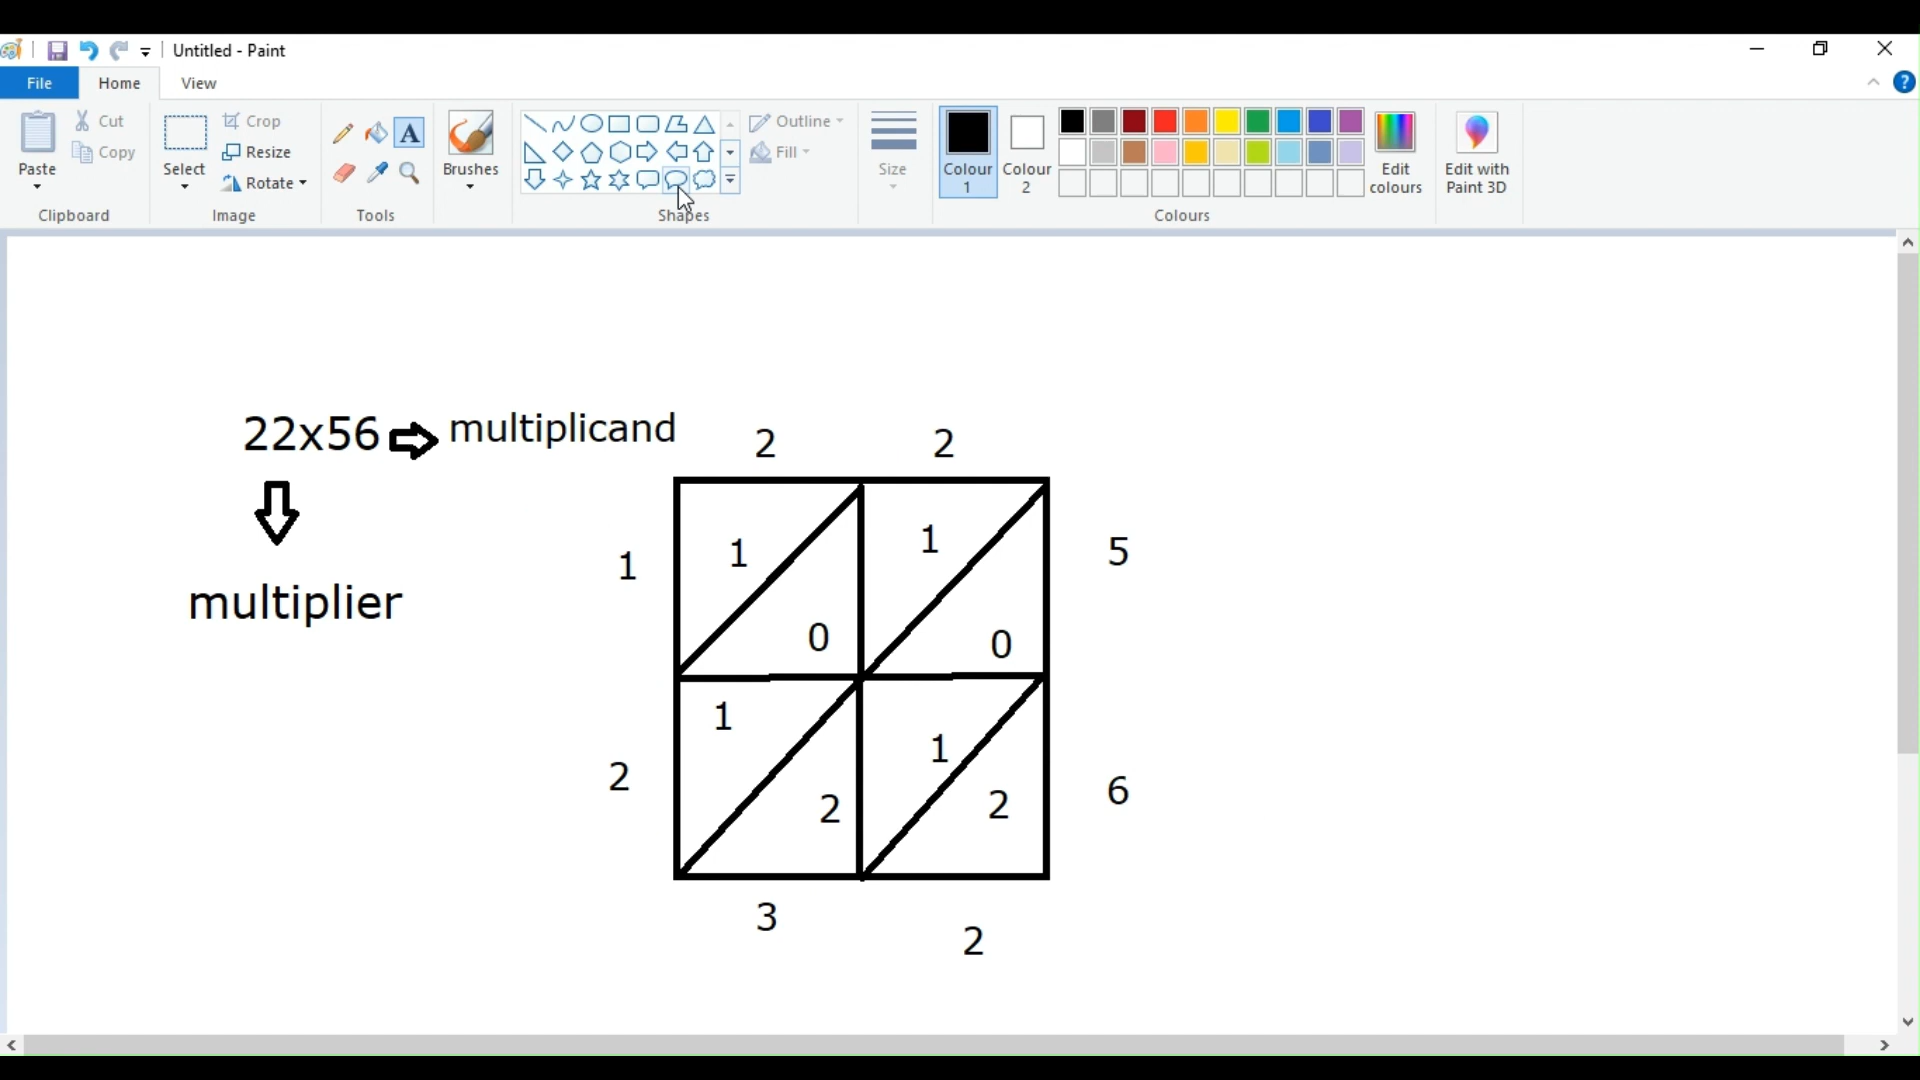 Untitled - Paint
File Home View
Paste
Cut
Copy
Clipboard
Select
Crop
Resize
Rotate
Image
A
Tools
Brushes
Shapes
Outline
Fill
Size
Colour 1
Colour 2
Colours
Edit colours
Edit with Paint 3D
?
22x56 multiplicand
multiplier
2 2
1 1 1 5
0 0
1 1
2 2 2 6
3 2